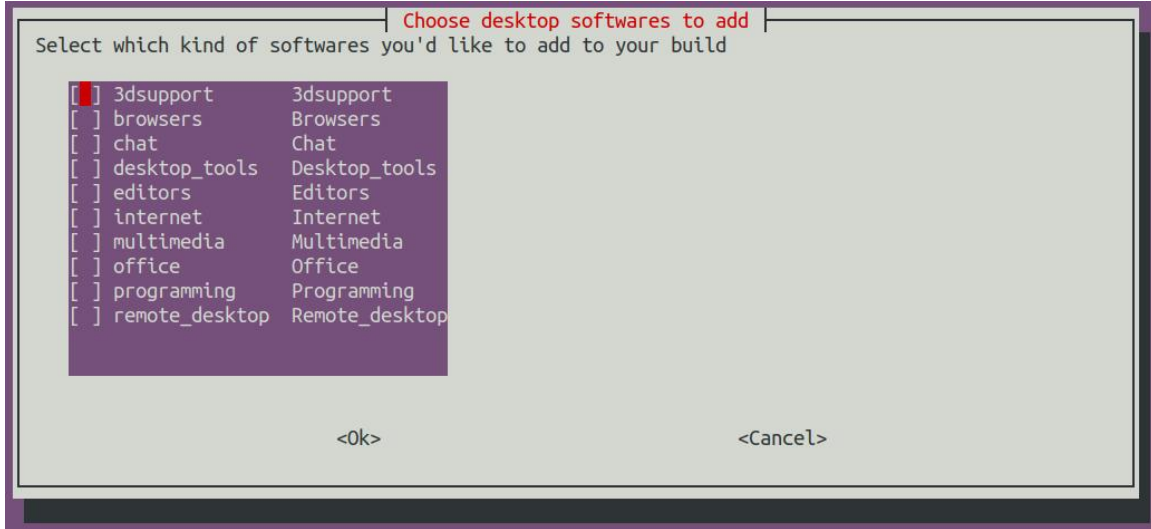 Choose desktop softwares to add
Select which kind of softwares you'd like to add to your build
[ ] 3dsupport 3dsupport
[ ] browsers Browsers
[ ] chat Chat
[ ] desktop_tools Desktop_tools
[ ] editors Editors
[ ] internet Internet
[ ] multimedia Multimedia
[ ] office Office
[ ] programming Programming
[ ] remote_desktop Remote_desktop
<Ok> <Cancel>